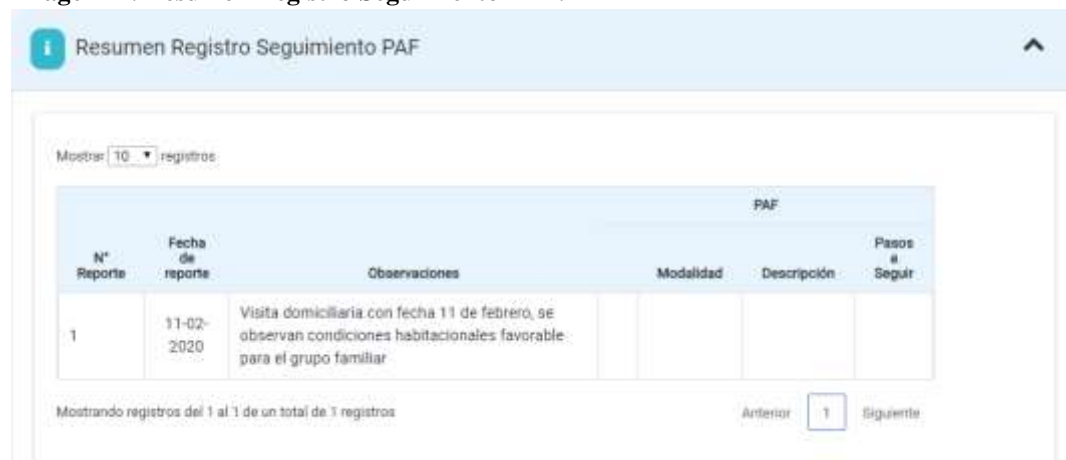 Resumen Registro Seguimiento PAF
Mostrar 10 registros
PAF
N° Reporte Fecha de reporte Observaciones Modalidad Descripción Pasos a Seguir
1 11-02-2020 Visita domiciliaria con fecha 11 de febrero, se
observan condiciones habitacionales favorable
para el grupo familiar
Mostrando registros del 1 al 1 de un total de 1 registros
Anterior 1 Siguiente